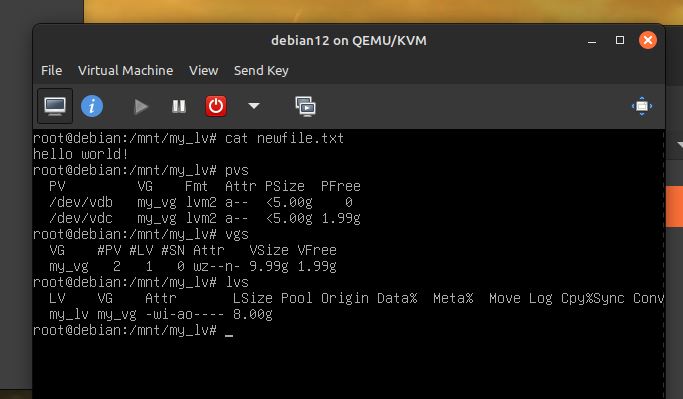 debian12 on QEMU/KVM
File Virtual Machine View Send Key
root@debian:/mnt/my_lv# cat newfile.txt
hello world!
root@debian:/mnt/my_lv# pvs
  PV         VG    Fmt  Attr PSize  PFree
  /dev/vdb   my_vg lvm2 a--  <5.00g    0
  /dev/vdc   my_vg lvm2 a--  <5.00g 1.99g
root@debian:/mnt/my_lv# vgs
  VG    #PV #LV #SN Attr   VSize VFree
  my_vg   2   1   0 wz--n- 9.99g 1.99g
root@debian:/mnt/my_lv# lvs
  LV    VG    Attr       LSize Pool Origin Data%  Meta%  Move Log Cpy%Sync Conv
  my_lv my_vg -wi-ao---- 8.00g
root@debian:/mnt/my_lv# _